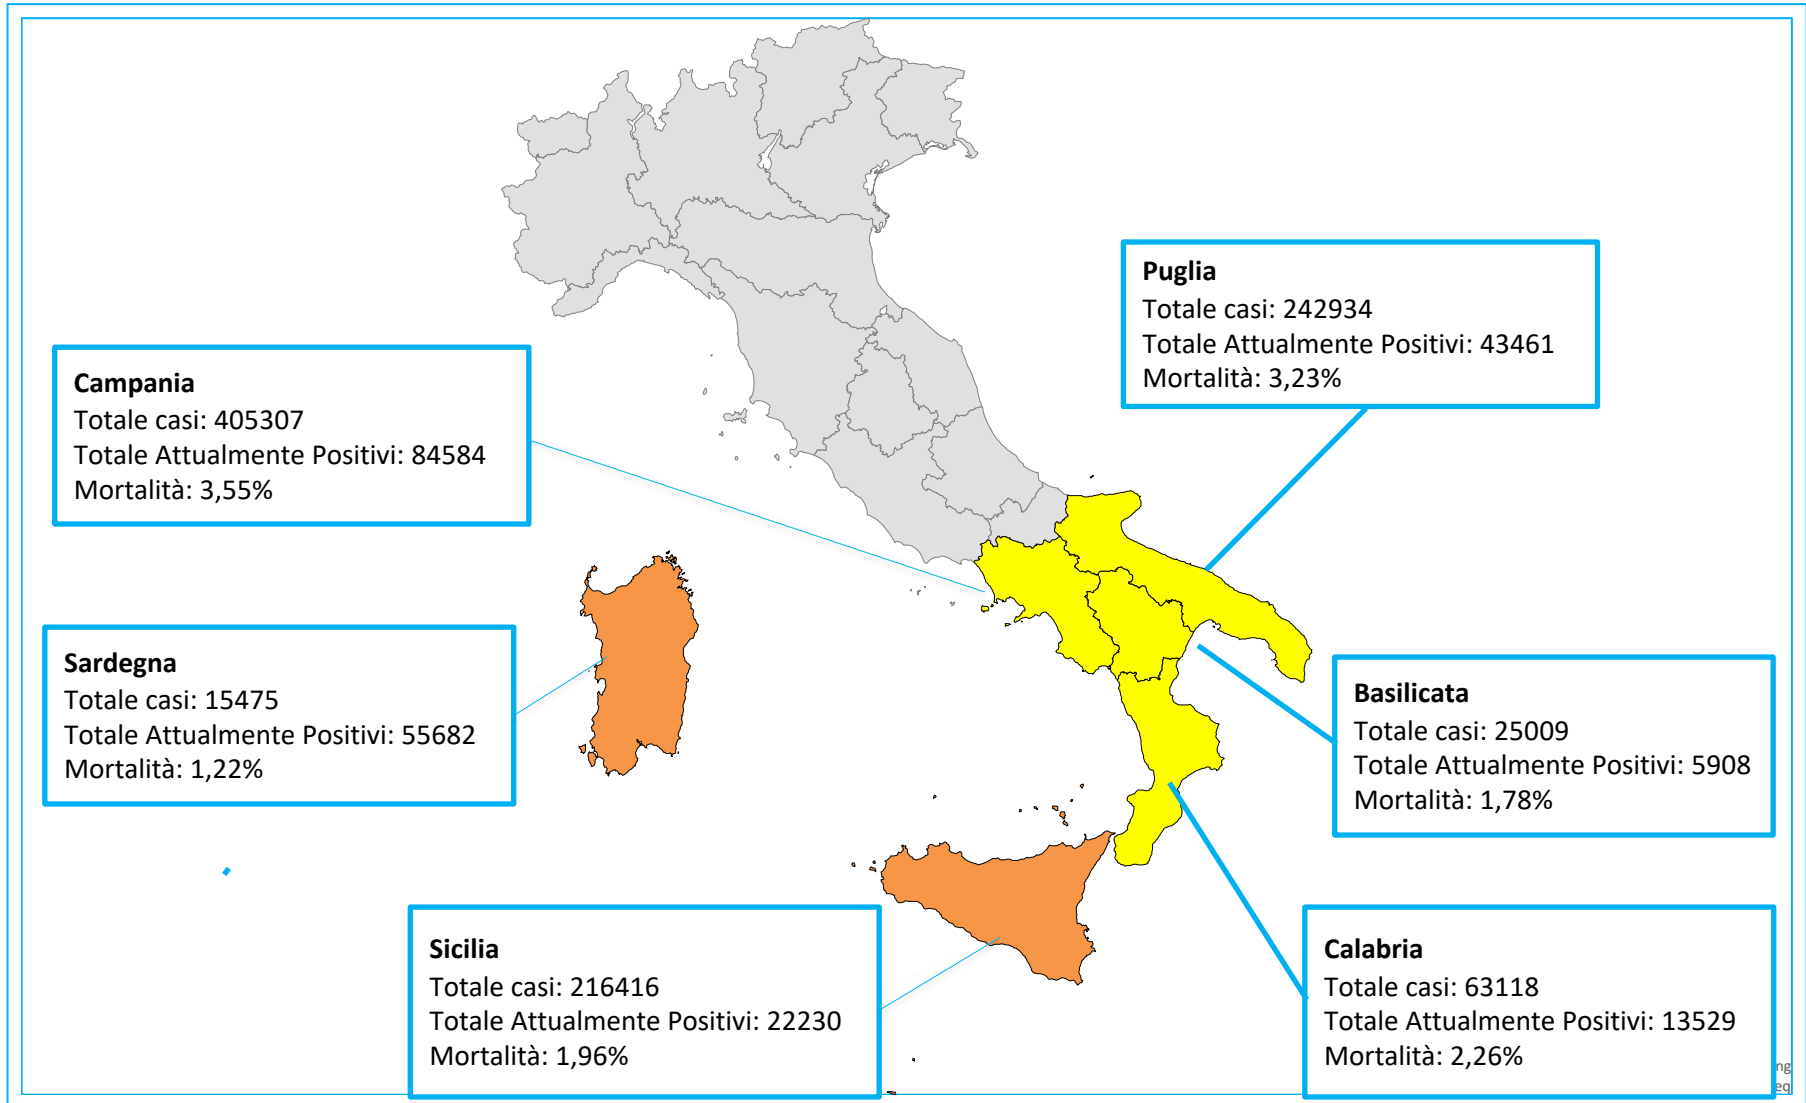 Puglia
Totale casi: 242934
Totale Attualmente Positivi: 43461
Mortalità: 3,23%
Campania
Totale casi: 405307
Totale Attualmente Positivi: 84584
Mortalità: 3,55%
Sardegna
Totale casi: 15475
Totale Attualmente Positivi: 55682
Mortalità: 1,22%
Basilicata
Totale casi: 25009
Totale Attualmente Positivi: 5908
Mortalità: 1,78%
Sicilia
Totale casi: 216416
Totale Attualmente Positivi: 22230
Mortalità: 1,96%
Calabria
Totale casi: 63118
Totale Attualmente Positivi: 13529
Mortalità: 2,26%
ng
eq